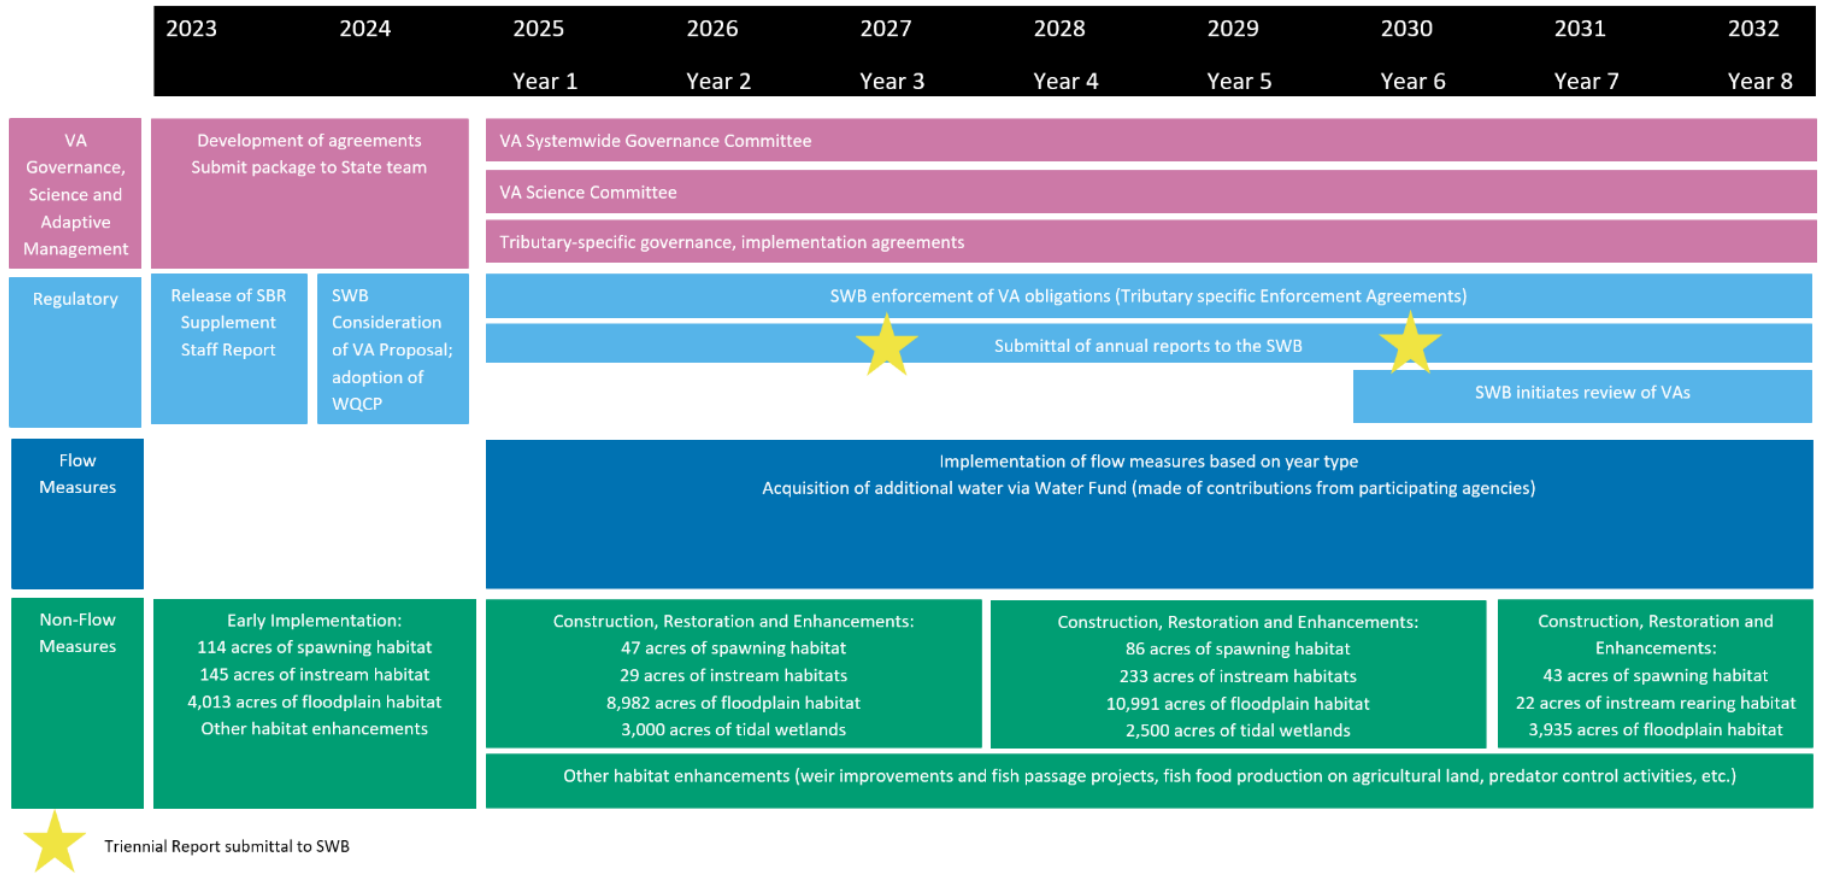 2023 2024 2025 2026 2027 2028 2029 2030 2031 2032
Year 1 Year 2 Year 3 Year 4 Year 5 Year 6 Year 7 Year 8
VA
Governance,
Science and
Adaptive
Management
Development of agreements
Submit package to State team
VA Systwide Governance Committee
VA Science Committee
Tributary-specific governance, implementation agreements
Regulatory
Release of SBR
Supplement
Staff Report
SWB
Consideration
of VA Proposal;
adoption of
WQCP
SWB enforcement of VA obligations (Tributary specific Enforcement Agreements)
Submittal of annual reports to the SWB
SWB initiates review of VAs
Flow
Measures
Implementation of flow measures based on year type
Acquisition of additional water via Water Fund (made of contributions from participating agencies)
Non-Flow
Measures
Early Implementation:
114 acres of spawning habitat
145 acres of instream habitat
4,013 acres of floodplain habitat
Other habitat enhancements
Construction, Restoration and Enhancements:
47 acres of spawning habitat
29 acres of instream habitats
8,982 acres of floodplain habitat
3,000 acres of tidal wetlands
Construction, Restoration and Enhancements:
86 acres of spawning habitat
233 acres of instream habitats
10,991 acres of floodplain habitat
2,500 acres of tidal wetlands
Construction, Restoration and
Enhancements:
43 acres of spawning habitat
22 acres of instream rearing habitat
3,935 acres of floodplain habitat
Other habitat enhancements (weir improvements and fish passage projects, fish food production on agricultural land, predator control activities, etc.)
Triennial Report submittal to SWB